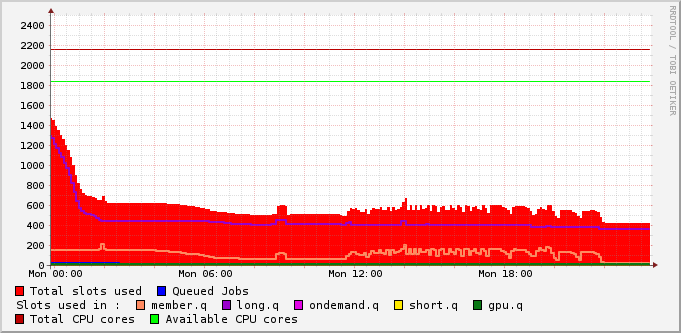 RRDTOOL / TOBI OETIKER
2400
2200
2000
1800
1600
1400
1200
1000
800
600
400
200
0
Mon 00:00 Mon 06:00 Mon 12:00 Mon 18:00
Total slots used Queued Jobs
Slots used in : member.q long.q ondemand.q short.q gpu.q
Total CPU cores Available CPU cores